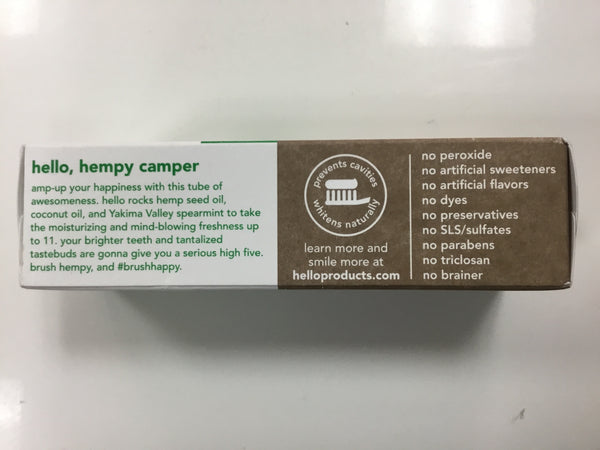 hello, hempy camper
amp-up your happiness with this tube of
awesomeness. hello rocks hemp seed oil,
coconut oil, and Yakima Valley spearmint to take
the moisturizing and mind-blowing freshness up
to 11. your brighter teeth and tantalized
tastebuds are gonna give you a serious high five.
brush hempy, and #brushhappy.
prevents cavities
whitens naturally
learn more and
smile more at
helloproducts.com
no peroxide
no artificial sweeteners
no artificial flavors
no dyes
no preservatives
no SLS/sulfates
no parabens
no triclosan
no brainer